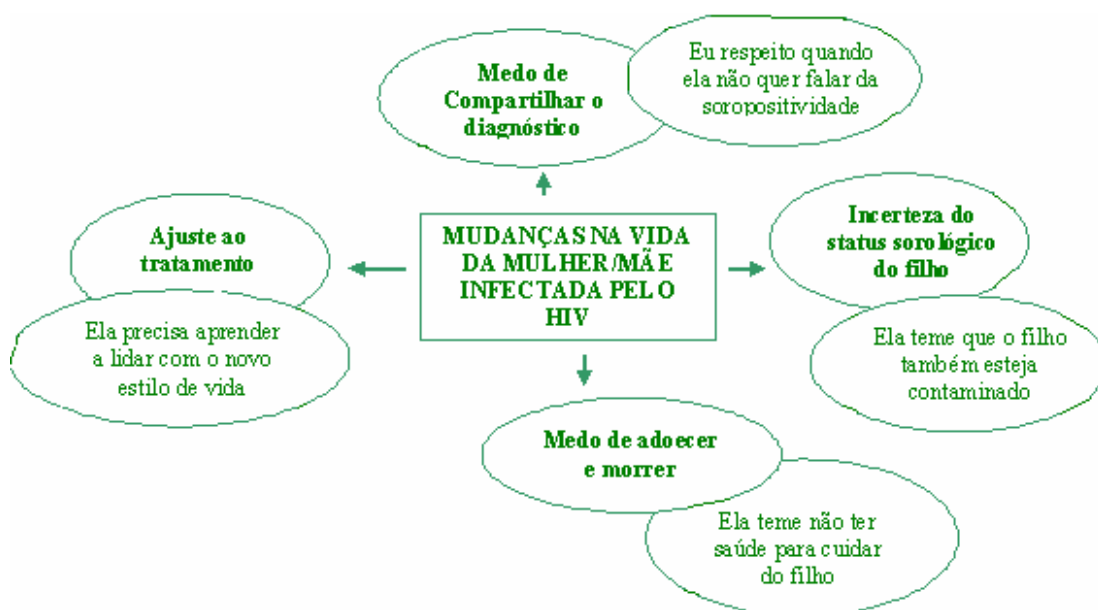 Medo de
Compartilhar o
diagnóstico
Eu respeito quando
ela não quer falar da
soropositividade
Ajuste ao
tratamento
Ela precisa aprender
a lidar com o novo
estilo de vida
MUDANÇAS NA VIDA
DA MULHER/MÃE
INFECTADA PELO
HIV
Incerteza do
status sorológico
do filho
Ela teme que o filho
também esteja
contaminado
Medo de adoecer
e morrer
Ela teme não ter
saúde para cuidar
do filho